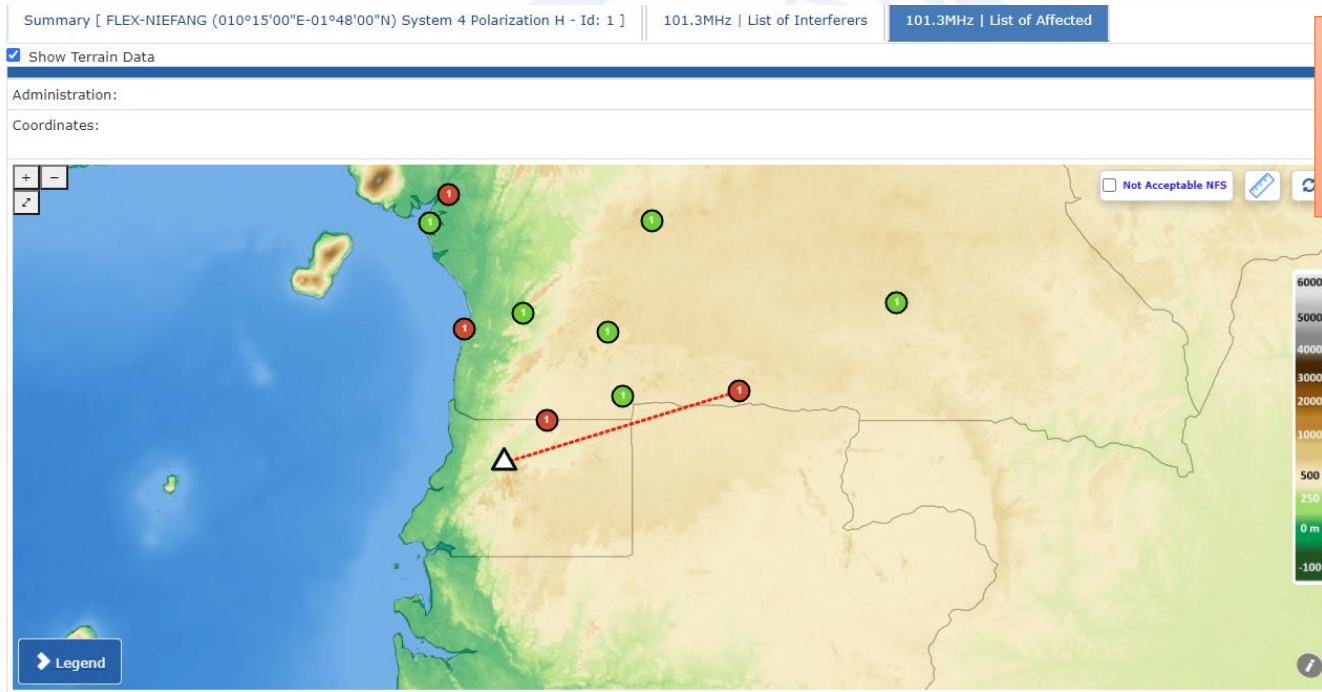 Summary [ FLEX-NIEFANG (010°15'00"E-01°48'00"N) System 4 Polarization H - Id: 1 ] 101.3MHz | List of Interferers 101.3MHz | List of Affected
Show Terrain Data
Administration:
Coordinates:
+ −
Not Acceptable NFS
1
1
1
1
1
1
1
1
1
1
6000
5000
4000
3000
2000
1000
500
250
0 m
-100
Legend
i